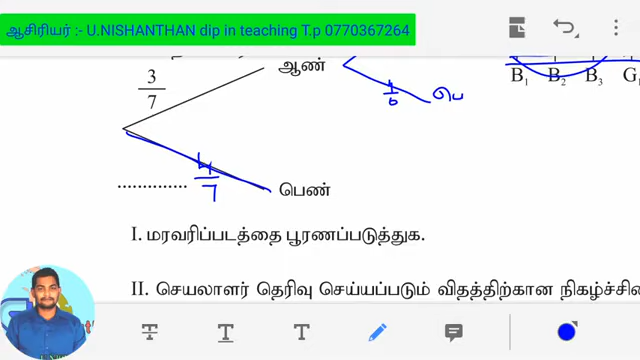 ஆசிரியர் :- U.NISHANTHAN dip in teaching T.p 0770367264
3
7
ஆண்
1
6
பெ
B1 B2 B3 G1
4
7
..............
பெண்
I. மரவரிப்படத்தை பூரணப்படுத்துக.
II. செயலாளர் தெரிவு செய்யப்படும் விதத்திற்கான
T T T